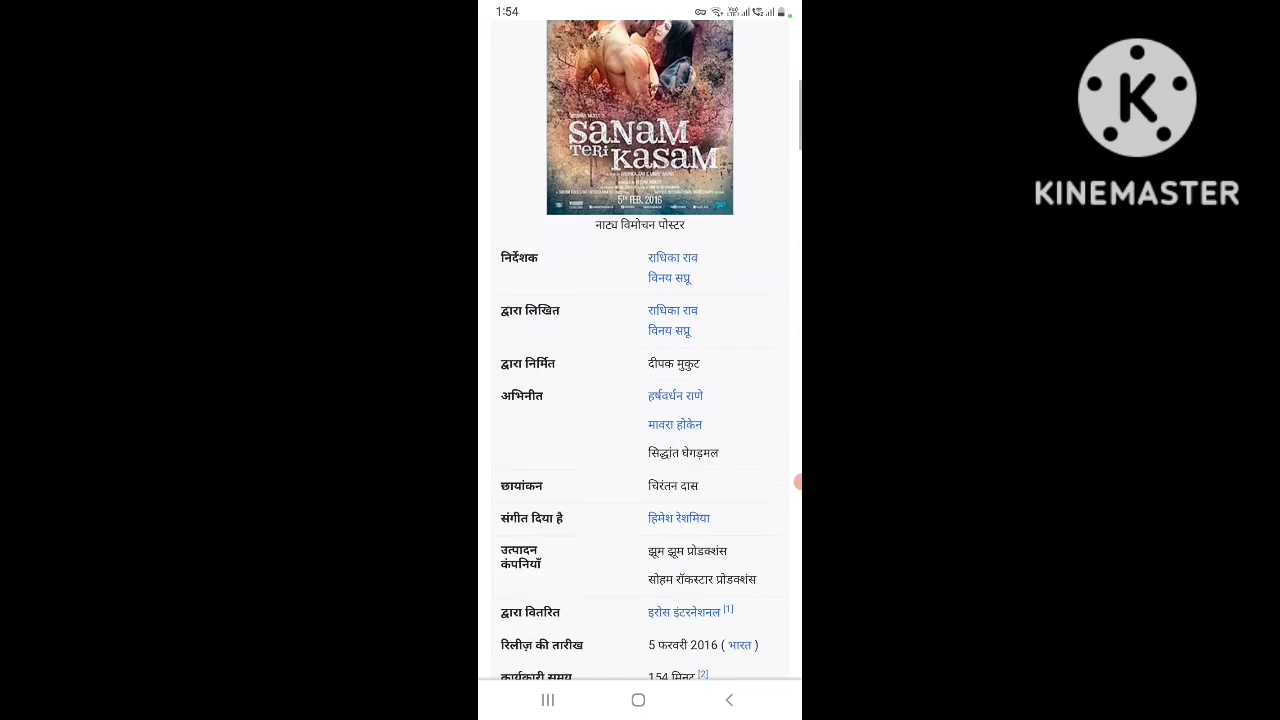 1:54
SANAM
TERI KASAM
5TH FEB. 2016
नाट्य विमोचन पोस्टर
निर्देशक
राधिका राव
विनय सप्रू
द्वारा लिखित
राधिका राव
विनय सप्रू
द्वारा निर्मित
दीपक मुकुट
अभिनीत
हर्षवर्धन राणे
मावरा होकेन
सिद्धांत घेगड़मल
छायांकन
चिरंतन दास
संगीत दिया है
हिमेश रेशमिया
उत्पादन
कंपनियाँ
झूम झूम प्रोडक्शंस
सोहम रॉकस्टार प्रोडक्शंस
द्वारा वितरित
इरोस इंटरनेशनल [1]
रिलीज़ की तारीख
5 फरवरी 2016 ( भारत )
कार्यकारी समय
154 मिनट [2]
K
KINEMASTER